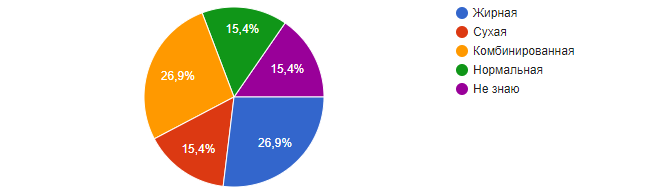 15,4%
15,4%
26,9%
15,4%
26,9%
Жирная
Сухая
Комбинированная
Нормальная
Не знаю